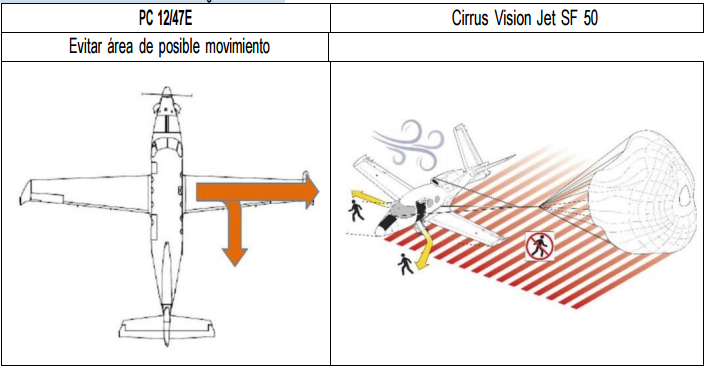 PC 12/47E
Cirrus Vision Jet SF 50
Evitar área de posible movimiento